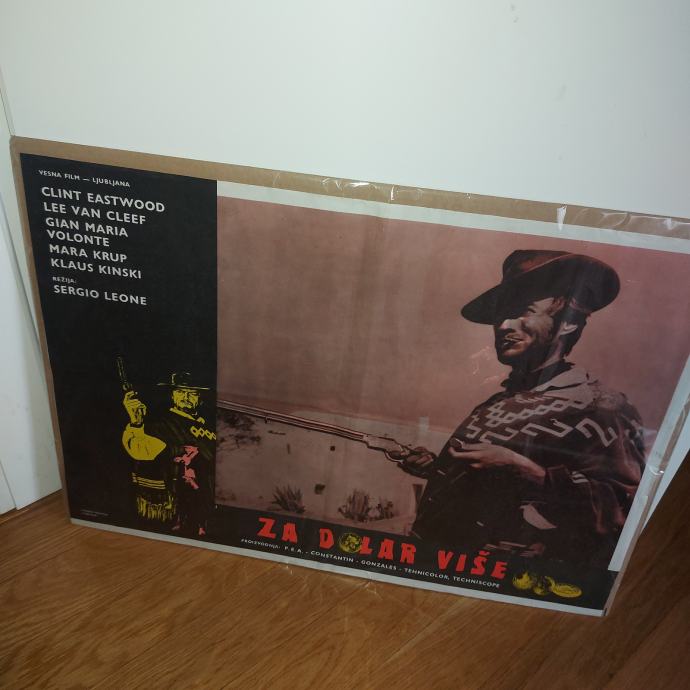 VESNA FILM — LJUBLJANA
CLINT EASTWOOD
LEE VAN CLEEF
GIAN MARIA
VOLONTE
MARA KRUP
KLAUS KINSKI
REŽIJA:
SERGIO LEONE
ZA DOLAR VIŠE
PROIZVODNJA: P.E.A. - CONSTANTIN - GONZALES - TEHNICOLOR, TECHNISCOPE